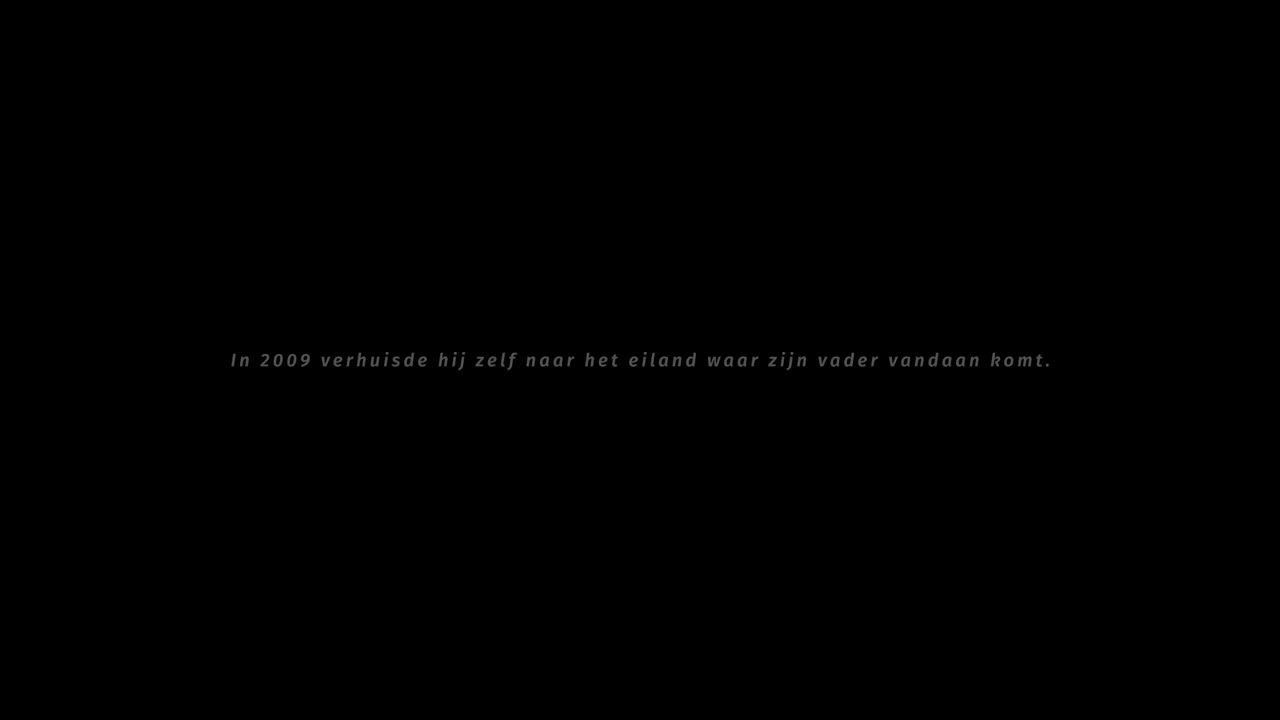 In 2009 verhuisde hij zelf naar het eiland waar zijn vader vandaan komt.